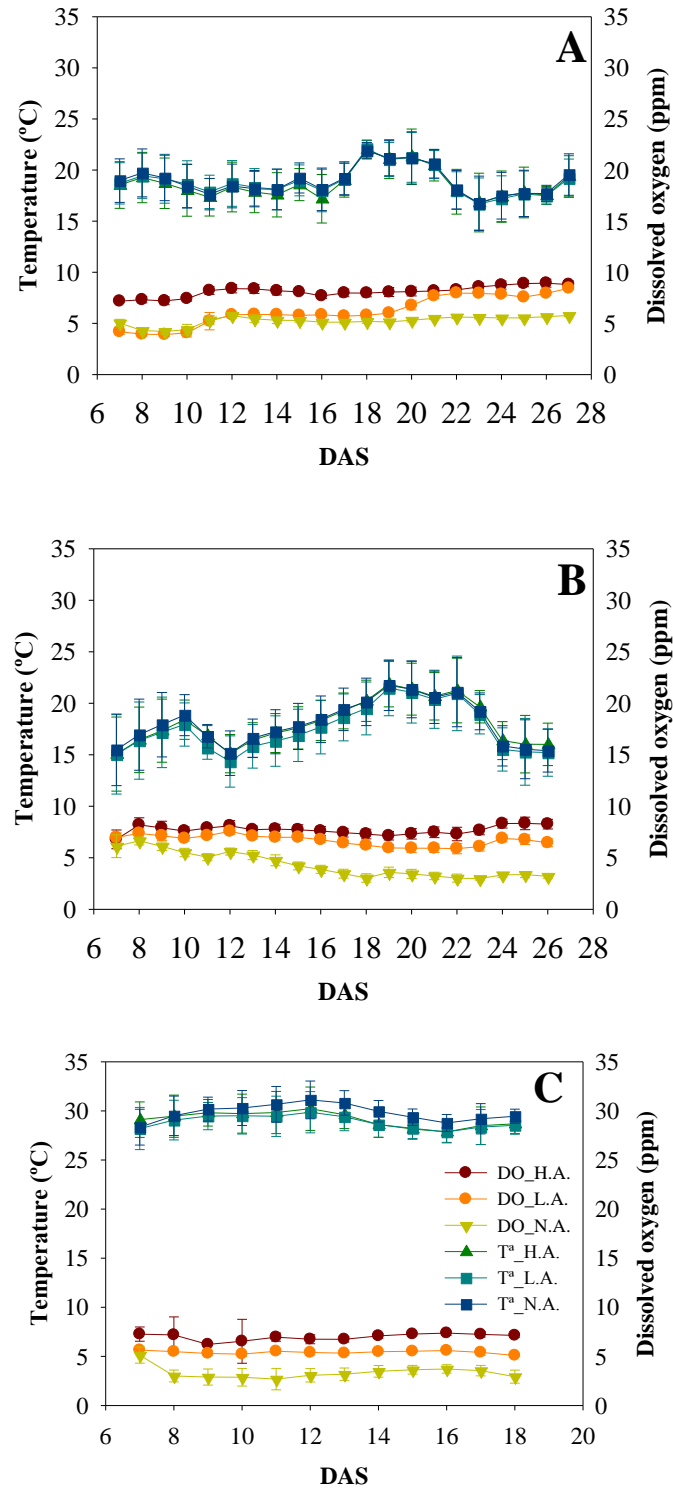 A
35 30 25 20 15 10 5 0
Temperature (ºC)
35 30 25 20 15 10 5 0
Dissolved oxygen (ppm)
6 8 10 12 14 16 18 20 22 24 26 28
DAS
B
35 30 25 20 15 10 5 0
Temperature (ºC)
35 30 25 20 15 10 5 0
Dissolved oxygen (ppm)
6 8 10 12 14 16 18 20 22 24 26 28
DAS
C
35 30 25 20 15 10 5 0
Temperature (ºC)
35 30 25 20 15 10 5 0
Dissolved oxygen (ppm)
DO_H.A.
DO_L.A.
DO_N.A.
Tª_H.A.
Tª_L.A.
Tª_N.A.
6 8 10 12 14 16 18 20
DAS